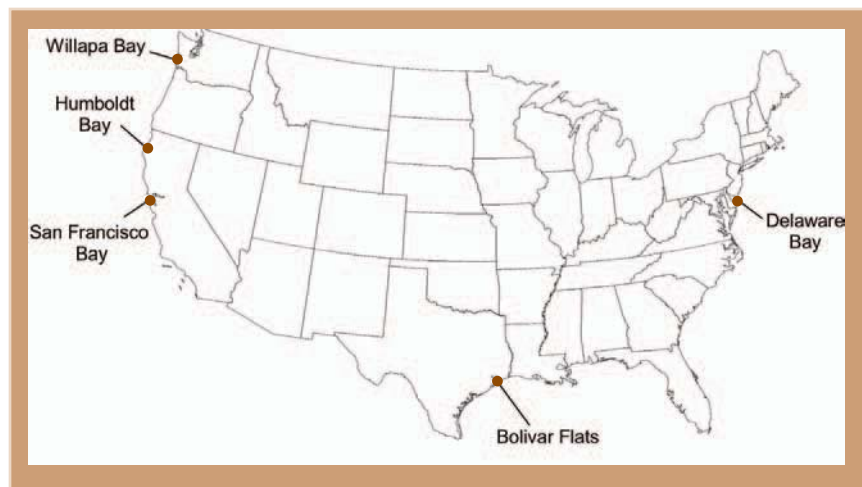 Willapa Bay
Humboldt
Bay
San Francisco
Bay
Delaware
Bay
Bolivar Flats